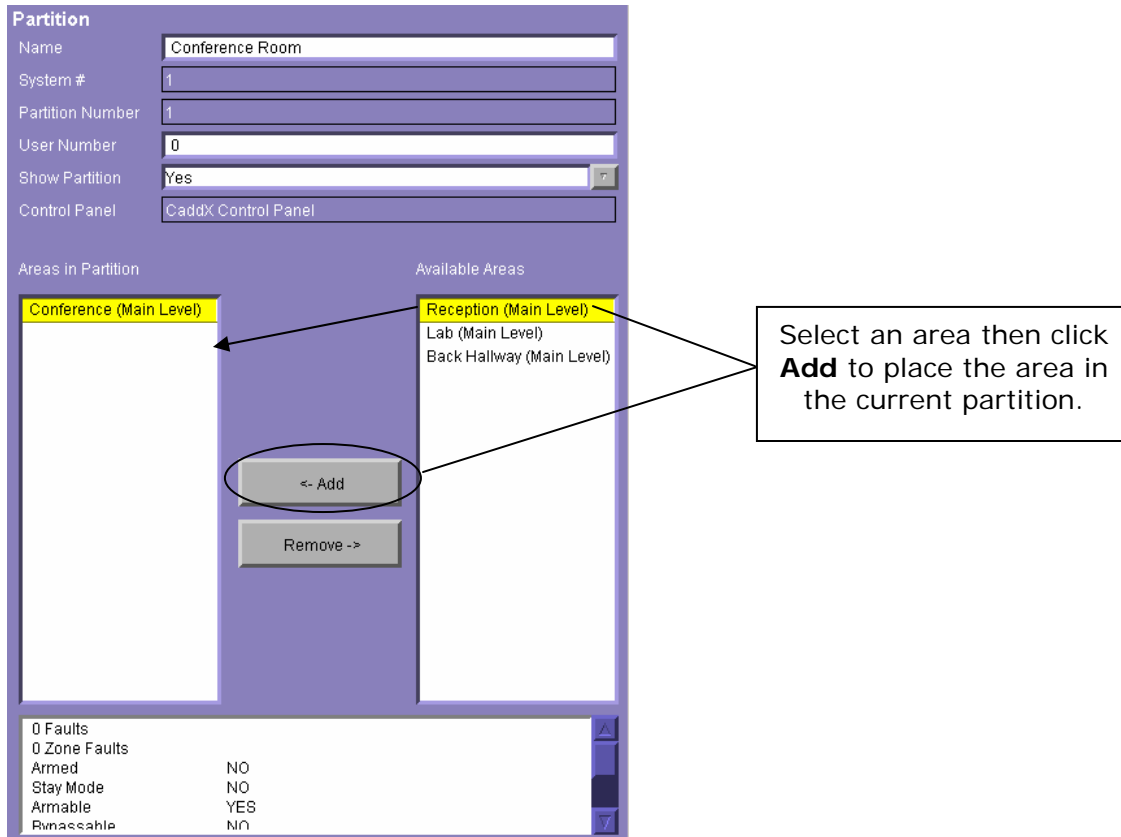 Partition
Name Conference Room
System # 1
Partition Number 1
User Number 0
Show Partition Yes
Control Panel CaddX Control Panel
Areas in Partition Available Areas
Conference (Main Level) Reception (Main Level)
Lab (Main Level)
Back Hallway (Main Level)
Select an area then click
Add to place the area in
the current partition.
<- Add
Remove ->
0 Faults
0 Zone Faults
Armed NO
Stay Mode NO
Armable YES
Bypassable NO